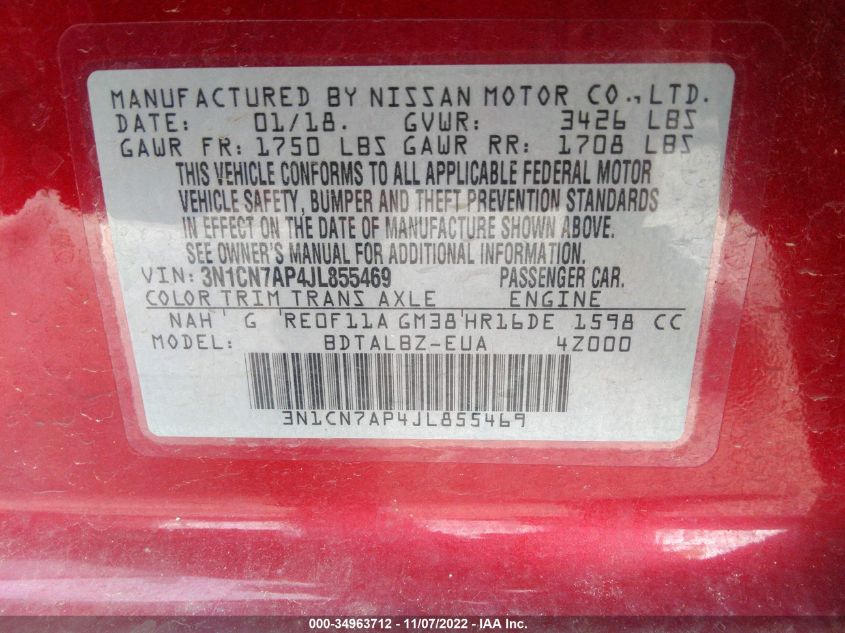 MANUFACTURED BY NISSAN MOTOR CO., LTD.
DATE: 01/18. GVWR: 3426 LBS
GAWR FR: 1750 LBS GAWR RR: 1708 LBS
THIS VEHICLE CONFORMS TO ALL APPLICABLE FEDERAL MOTOR
VEHICLE SAFETY, BUMPER AND THEFT PREVENTION STANDARDS
IN EFFECT ON THE DATE OF MANUFACTURE SHOWN ABOVE.
SEE OWNER'S MANUAL FOR ADDITIONAL INFORMATION.
VIN: 3N1CN7AP4JL855469 PASSENGER CAR.
COLOR TRIM TRANS AXLE ENGINE
NAH ' G 'RE0F11A GM38'HR16DE 1598 CC
MODEL: BDTALBZ-EUA 4Z000
3N1CN7AP4JL855469
000-34963712 - 11/07/2022 - IAA Inc.